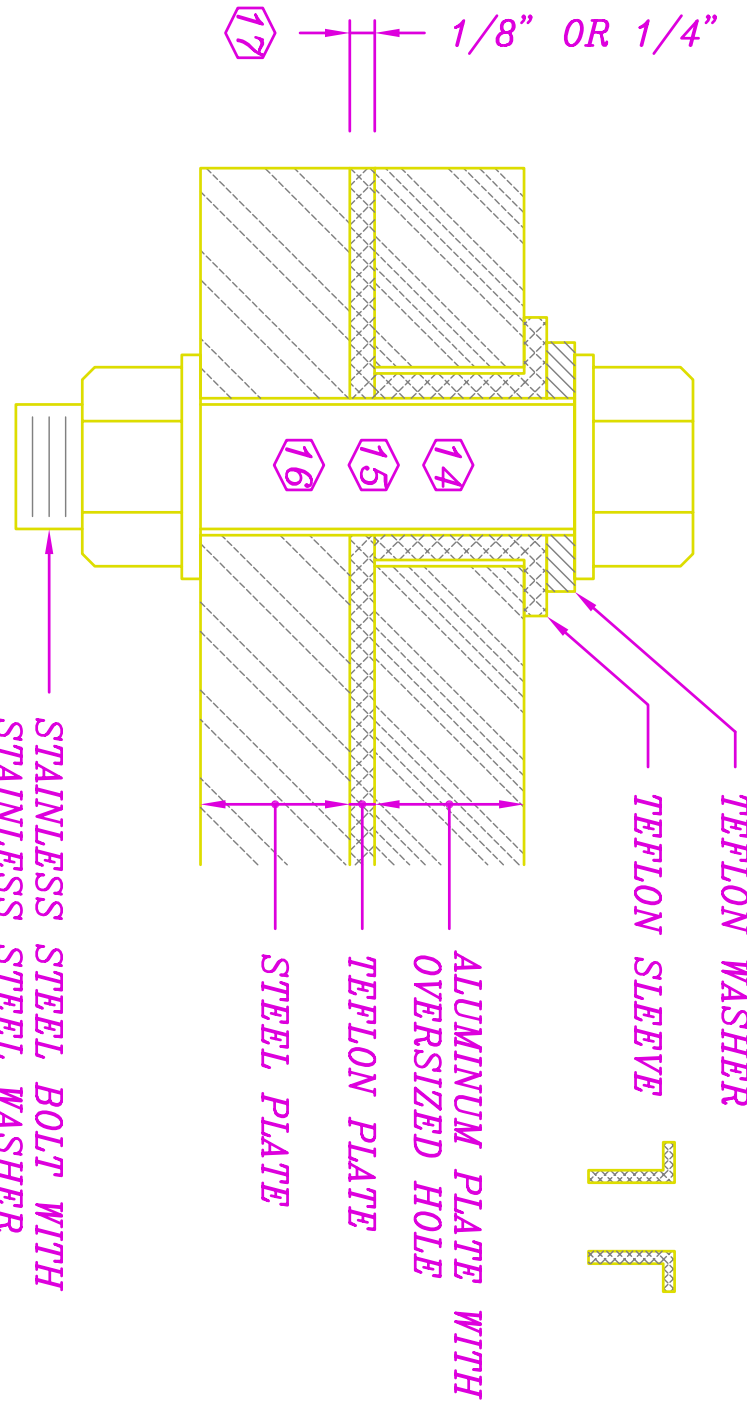 1/8" OR 1/4"
17
14
15
16
TEFLON WASHER
TEFLON SLEEVE
ALUMINUM PLATE WITH
OVERSIZED HOLE
TEFLON PLATE
STEEL PLATE
STAINLESS STEEL BOLT WITH
STAINLESS STEEL WASHER